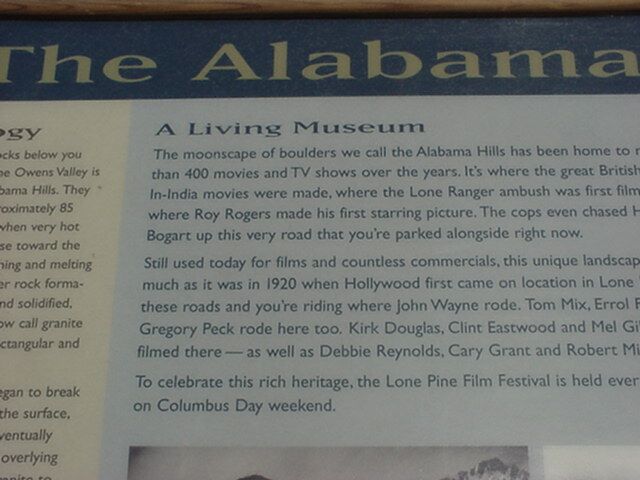 The Alabama
ogy
ocks below you
he Owens Valley is
bama Hills. They
roximately 85
when very hot
se toward the
ning and melting
er rock forma-
nd solidified,
ow call granite
ctangular and
egan to break
the surface,
ventually
overlying
granite to
A Living Museum
The moonscape of boulders we call the Alabama Hills has been home to m
than 400 movies and TV shows over the years. It's where the great British-
In-India movies were made, where the Lone Ranger ambush was first film
where Roy Rogers made his first starring picture. The cops even chased H
Bogart up this very road that you're parked alongside right now.
Still used today for films and countless commercials, this unique landscap
much as it was in 1920 when Hollywood first came on location in Lone
these roads and you're riding where John Wayne rode. Tom Mix, Errol F
Gregory Peck rode here too. Kirk Douglas, Clint Eastwood and Mel Gi
filmed there — as well as Debbie Reynolds, Cary Grant and Robert Mi
To celebrate this rich heritage, the Lone Pine Film Festival is held ever
on Columbus Day weekend.